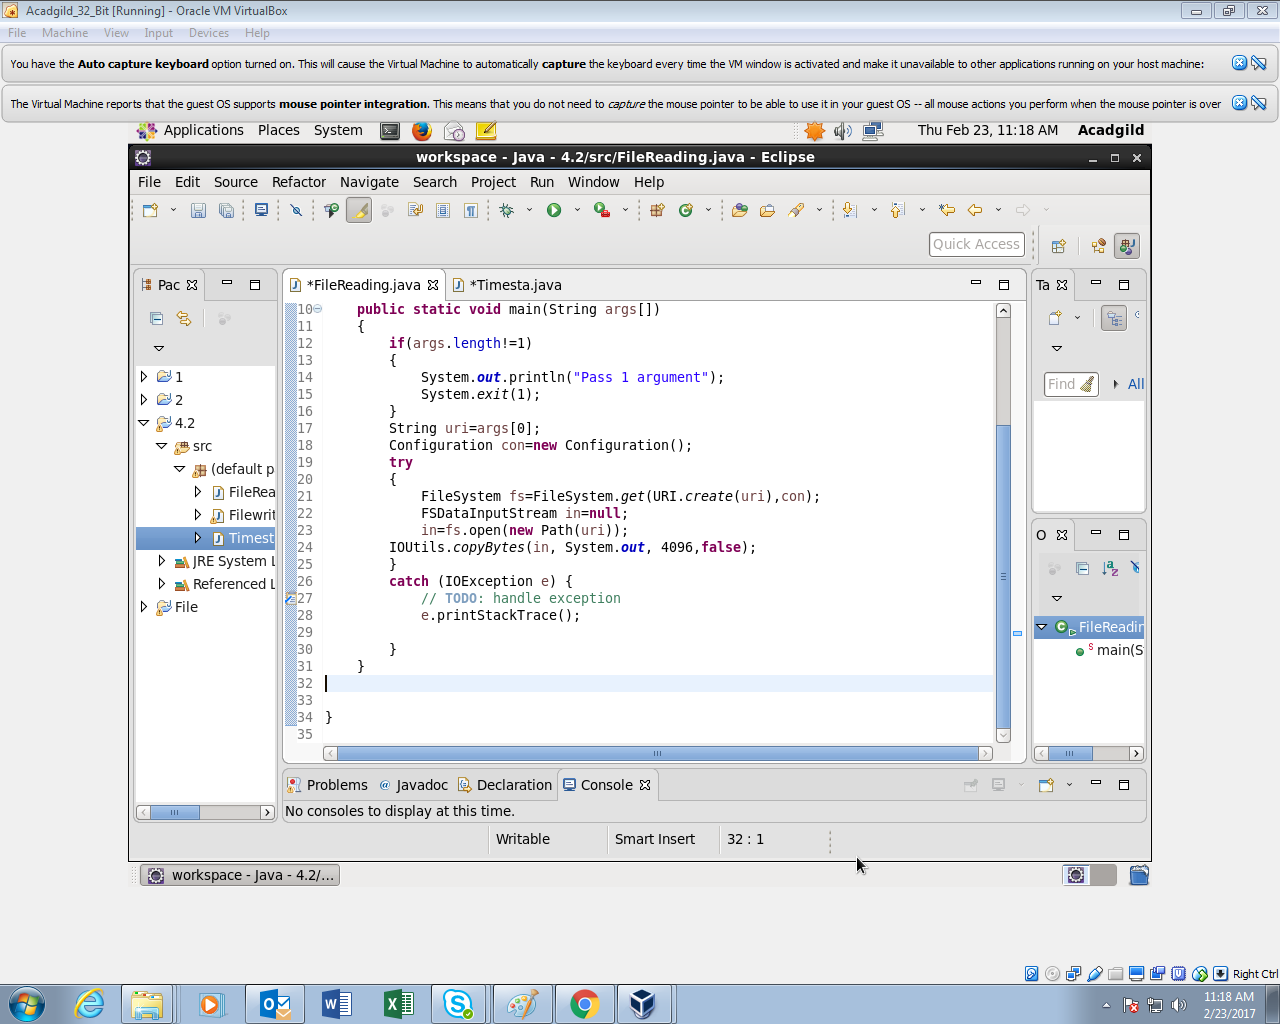 Acadgild_32_Bit [Running] - Oracle VM VirtualBox
File Machine View Input Devices Help
You have the Auto capture keyboard option turned on. This will cause the Virtual Machine to automatically capture the keyboard every time the VM window is activated and make it unavailable to other applications running on your host machine:
The Virtual Machine reports that the guest OS supports mouse pointer integration. This means that you do not need to capture the mouse pointer to be able to use it in your guest OS -- all mouse actions you perform when the mouse pointer is over
Applications Places System Thu Feb 23, 11:18 AM Acadgild
workspace - Java - 4.2/src/FileReading.java - Eclipse
File Edit Source Refactor Navigate Search Project Run Window Help
Quick Access
Pac
1
2
4.2
src
(default p
FileRea
Filewrit
Timest
JRE System L
Referenced L
File
*FileReading.java *Timesta.java
10 public static void main(String args[])
11 {
12 if(args.length!=1)
13 {
14 System.out.println("Pass 1 argument");
15 System.exit(1);
16 }
17 String uri=args[0];
18 Configuration con=new Configuration();
19 try
20 {
21 FileSystem fs=FileSystem.get(URI.create(uri),con);
22 FSDataInputStream in=null;
23 in=fs.open(new Path(uri));
24 IOUtils.copyBytes(in, System.out, 4096,false);
25 }
26 catch (IOException e) {
27 // TODO: handle exception
28 e.printStackTrace();
29
30 }
31 }
32
33
34 }
35
Ta
Find All
O
FileReadin
main(S
Problems Javadoc Declaration Console
No consoles to display at this time.
Writable Smart Insert 32 : 1
workspace - Java - 4.2/...
Right Ctrl
11:18 AM
2/23/2017